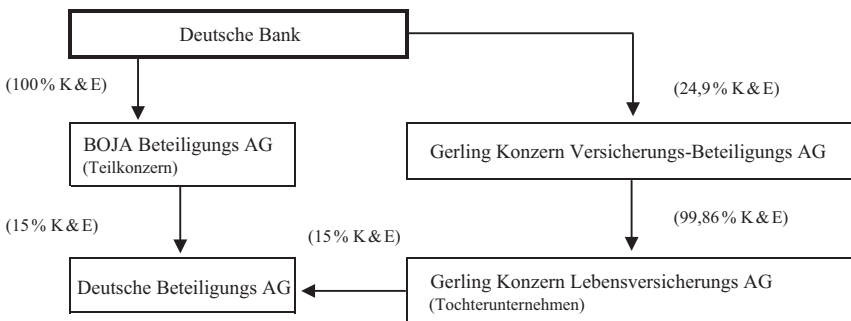 Deutsche Bank
(100% K & E)
(24,9% K & E)
BOJA Beteiligungs AG
(Teilkonzern)
Gerling Konzern Versicherungs-Beteiligungs AG
(15% K & E)
(15% K & E)
(99,86% K & E)
Deutsche Beteiligungs AG
Gerling Konzern Lebensversicherungs AG
(Tochterunternehmen)